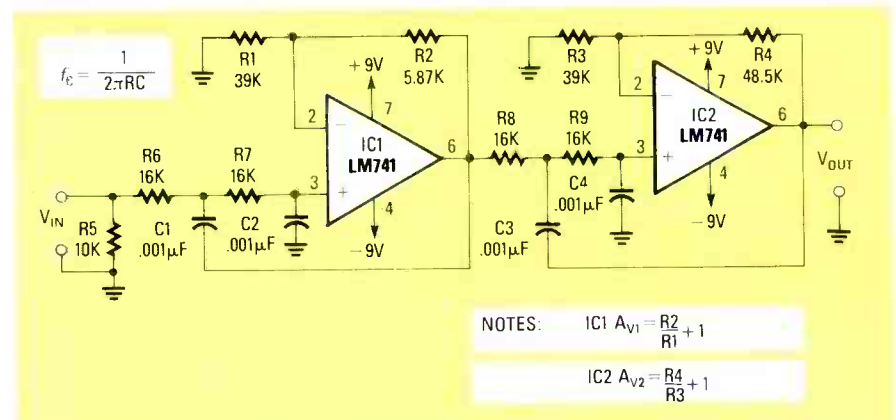 fc = 1 / 2πRC
R1
39K
R2
5.87K
+9V
7
2
−
IC1
LM741
6
3
+
4
−9V
R3
39K
R4
48.5K
+9V
7
2
−
IC2
LM741
6
3
+
4
−9V
R8
16K
R9
16K
C4
.001μF
C3
.001μF
VOUT
R6
16K
R7
16K
VIN
R5
10K
C1
.001μF
C2
.001μF
NOTES: IC1 AV1 = R2/R1 + 1
IC2 AV2 = R4/R3 + 1